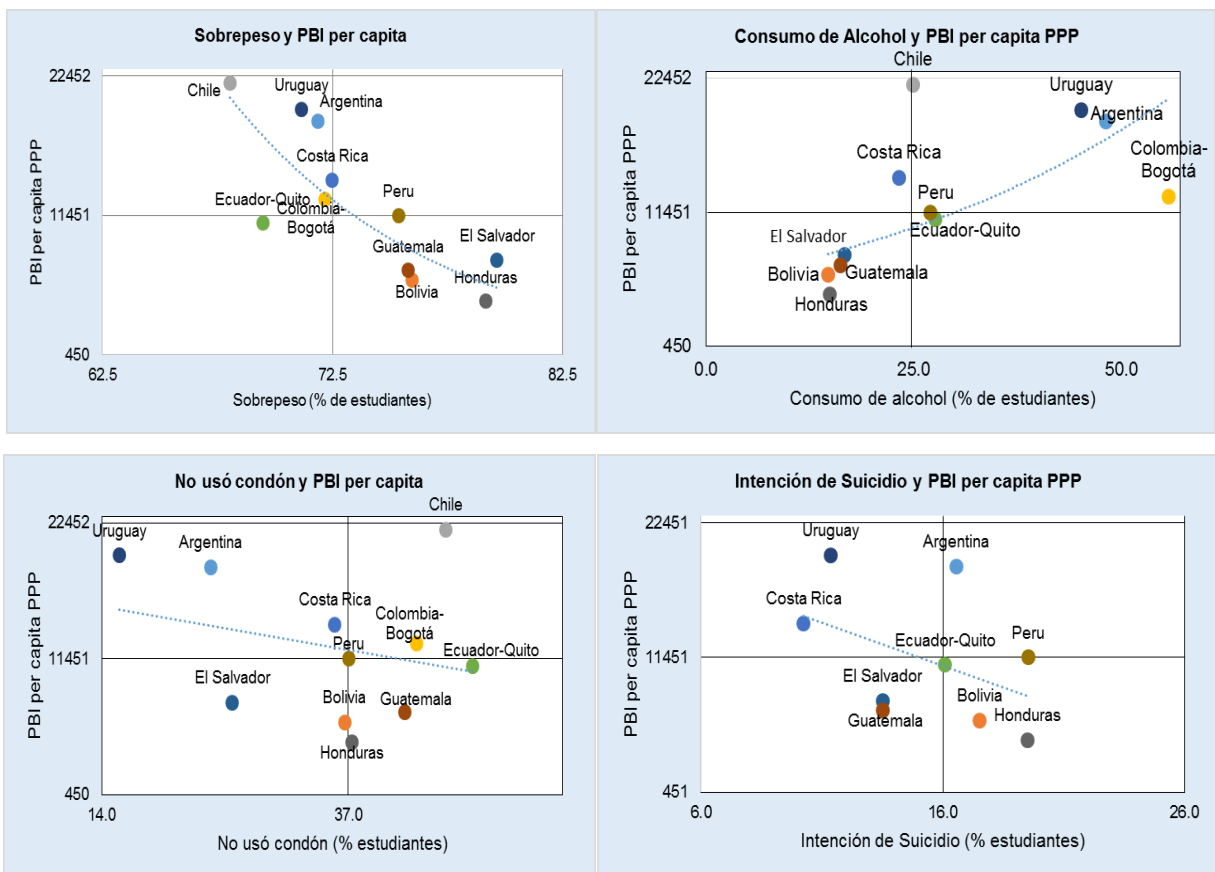 Sobrepeso y PBI per capita
22452
Chile
Uruguay
Argentina
Costa Rica
Ecuador-Quito
Colombia-
Bogotá
Peru
11451
Guatemala
El Salvador
Bolivia
Honduras
450
62.5
72.5
82.5
PBI per capita PPP
Sobrepeso (% de estudiantes)
Consumo de Alcohol y PBI per capita PPP
Chile
22452
Uruguay
Argentina
Costa Rica
Colombia-
Bogotá
Peru
11451
Ecuador-Quito
El Salvador
Bolivia
Guatemala
Honduras
450
0.0
25.0
50.0
PBI per capita PPP
Consumo de alcohol (% de estudiantes)
No usó condón y PBI per capita
Chile
22452
Uruguay
Argentina
Costa Rica
Colombia-
Bogotá
Peru
11451
Ecuador-Quito
El Salvador
Bolivia
Guatemala
Honduras
450
14.0
37.0
PBI per capita PPP
No usó condón (% estudiantes)
Intención de Suicidio y PBI per capita PPP
22451
Uruguay
Argentina
Costa Rica
Ecuador-Quito
Peru
11451
El Salvador
Guatemala
Bolivia
Honduras
451
6.0
16.0
26.0
PBI per capita PPP
Intención de Suicidio (% estudiantes)